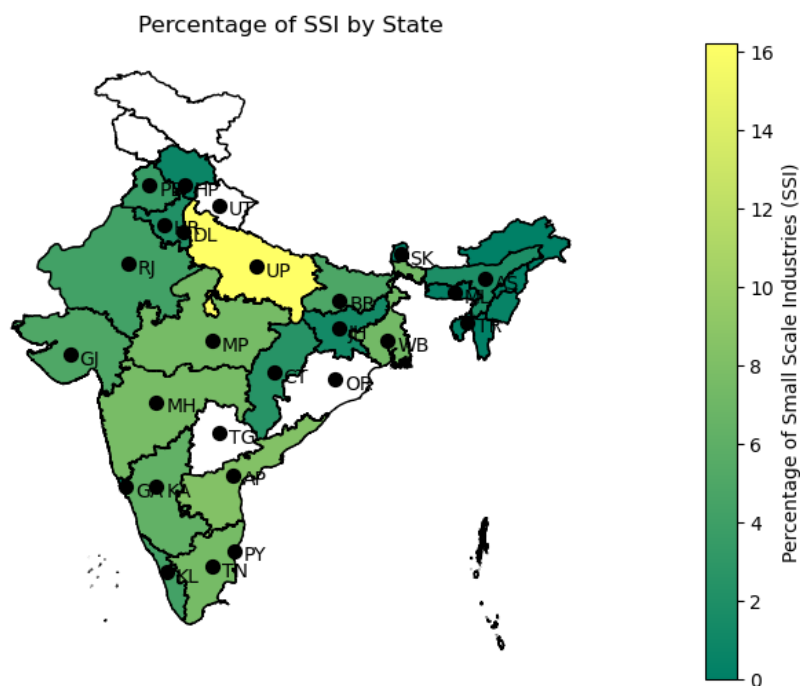 Percentage of SSI by State
HP
UT
DL
SK
RJ
UP
AS
BR
TR
MP
WB
GJ
CT
OR
MH
TG
AP
GA
KA
PY
TN
KL
16
14
12
10
8
6
4
2
0
Percentage of Small Scale Industries (SSI)